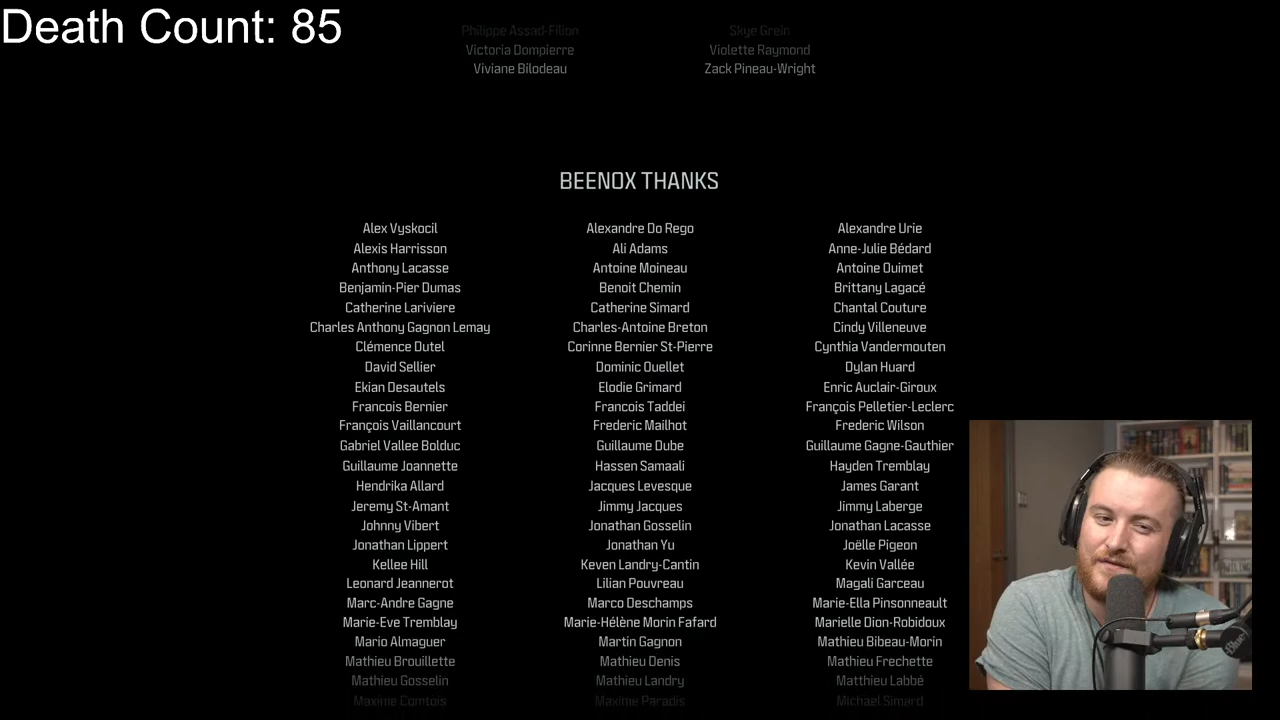 Death Count: 85
Philippe Assad-Filion Skye Grein
Victoria Dompierre Violette Raymond
Viviane Bilodeau Zack Pineau-Wright
BEENOX THANKS
Alex Vyskocil Alexandre Do Rego Alexandre Urie
Alexis Harrisson Ali Adams Anne-Julie Bédard
Anthony Lacasse Antoine Moineau Antoine Ouimet
Benjamin-Pier Dumas Benoit Chemin Brittany Lagacé
Catherine Lariviere Catherine Simard Chantal Couture
Charles Anthony Gagnon Lemay Charles-Antoine Breton Cindy Villeneuve
Clémence Dutel Corinne Bernier St-Pierre Cynthia Vandermouten
David Sellier Dominic Ouellet Dylan Huard
Ekian Desautels Elodie Grimard Enric Auclair-Giroux
Francois Bernier Francois Taddei François Pelletier-Leclerc
François Vaillancourt Frederic Mailhot Frederic Wilson
Gabriel Vallee Bolduc Guillaume Dube Guillaume Gagne-Gauthier
Guillaume Joannette Hassen Samaali Hayden Tremblay
Hendrika Allard Jacques Levesque James Garant
Jeremy St-Amant Jimmy Jacques Jimmy Laberge
Johnny Vibert Jonathan Gosselin Jonathan Lacasse
Jonathan Lippert Jonathan Yu Joëlle Pigeon
Kellee Hill Keven Landry-Cantin Kevin Vallée
Leonard Jeannerot Lilian Pouvreau Magali Garceau
Marc-Andre Gagne Marco Deschamps Marie-Ella Pinsonneault
Marie-Eve Tremblay Marie-Hélène Morin Fafard Marielle Dion-Robidoux
Mario Almaguer Martin Gagnon Mathieu Bibeau-Morin
Mathieu Brouillette Mathieu Denis Mathieu Frechette
Mathieu Gosselin Mathieu Landry Matthieu Labbé
Maxime Comtois Maxime Paradis Michael Simard
Blue